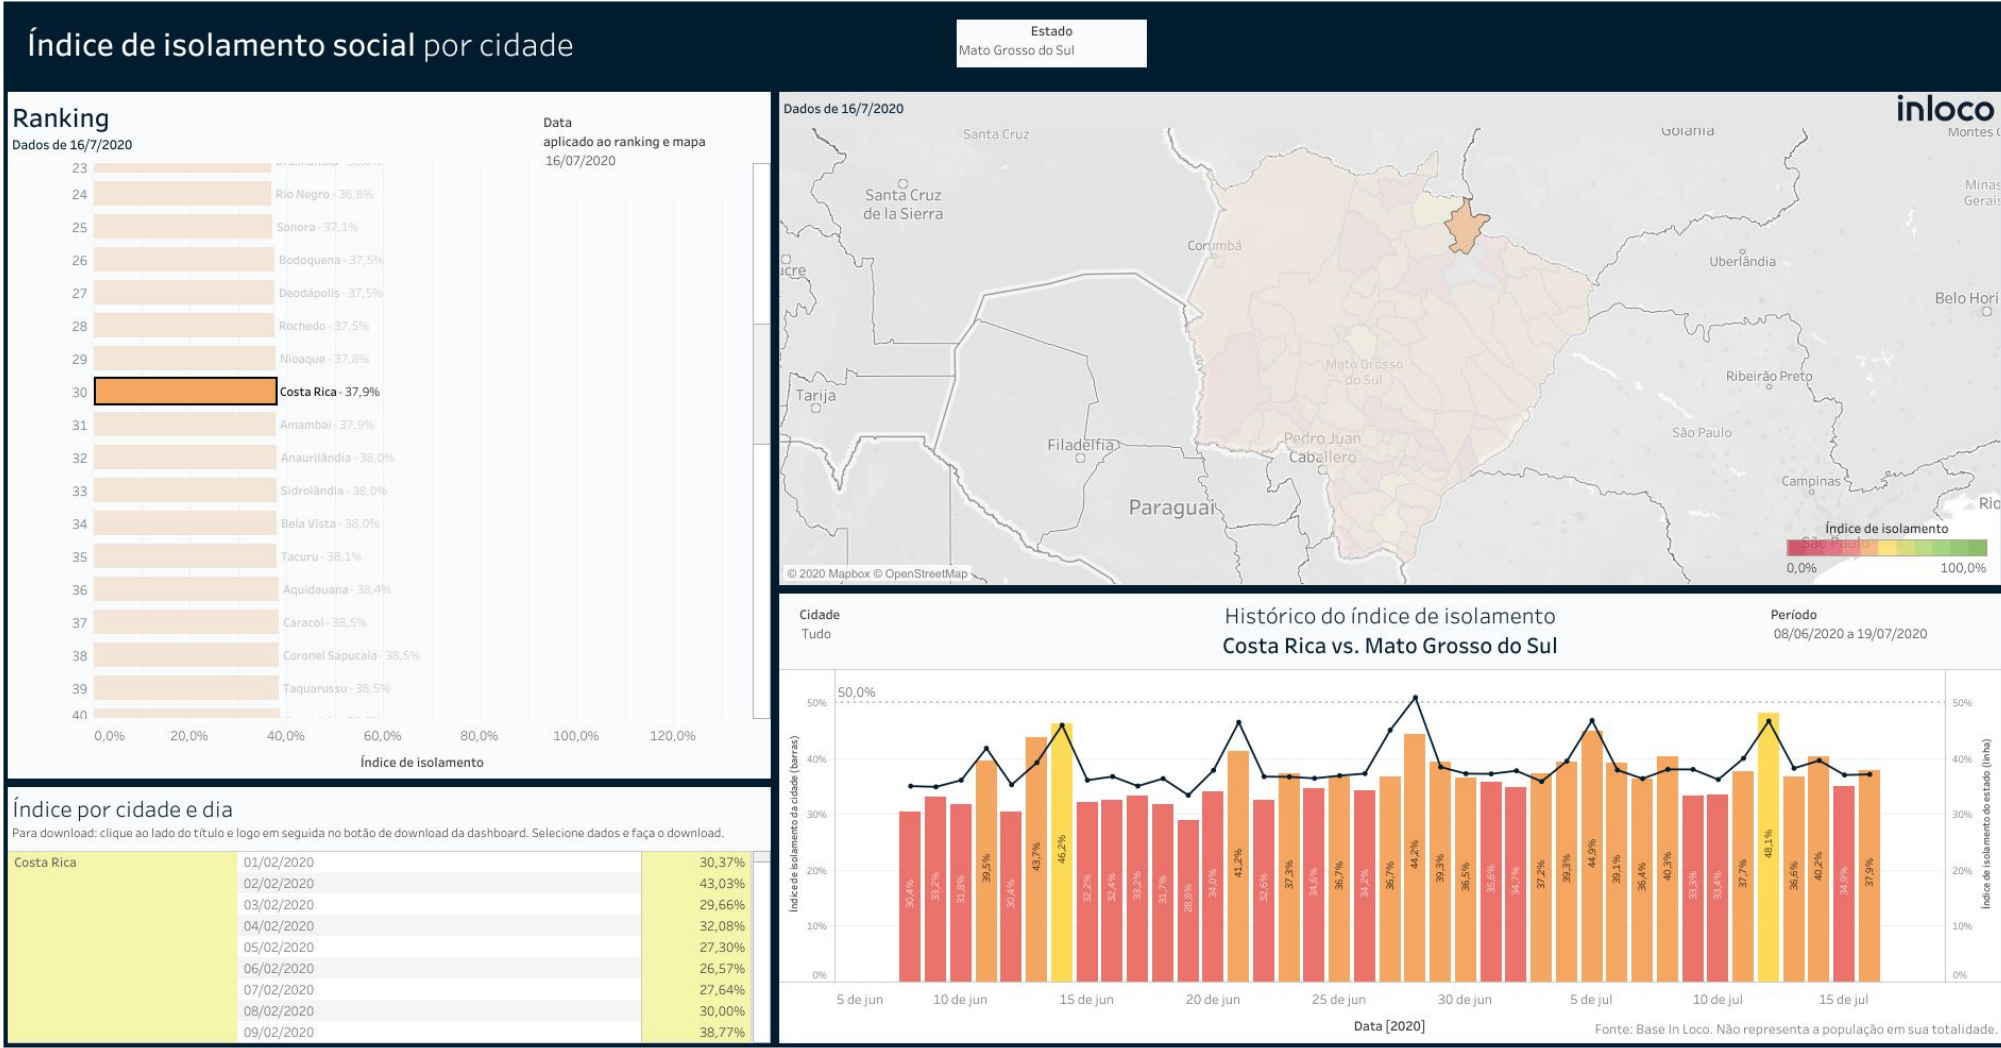 Índice de isolamento social por cidade
Estado
Mato Grosso do Sul
Ranking
Dados de 16/7/2020
Data
aplicado ao ranking e mapa
16/07/2020
23
24 Rio Negro - 36,8%
25 Sonora - 37,1%
26 Bodoquena - 37,5%
27 Deodápolis - 37,5%
28 Rochedo - 37,5%
29 Nioaque - 37,8%
30 Costa Rica - 37,9%
31 Amambai - 37,9%
32 Anaurilândia - 38,0%
33 Sidrolândia - 38,0%
34 Bela Vista - 38,0%
35 Tacuru - 38,1%
36 Aquidauana - 38,4%
37 Caracol - 38,5%
38 Coronel Sapucaia - 38,5%
39 Taquarussu - 38,5%
40
0,0% 20,0% 40,0% 60,0% 80,0% 100,0% 120,0%
Índice de isolamento
Índice por cidade e dia
Para download: clique ao lado do título e logo em seguida no botão de download da dashboard. Selecione dados e faça o download.
Costa Rica 01/02/2020 30,37%
02/02/2020 43,03%
03/02/2020 29,66%
04/02/2020 32,08%
05/02/2020 27,30%
06/02/2020 26,57%
07/02/2020 27,64%
08/02/2020 30,00%
09/02/2020 38,77%
Dados de 16/7/2020
inloco
Santa Cruz
Goiânia
Montes
Santa Cruz
de la Sierra
Minas
Gerais
Corumbá
Uberlândia
ucre
Belo Hori
Mato Grosso
do Sul
Ribeirão Preto
Tarija
São Paulo
Filadélfia
Pedro Juan
Caballero
Campinas
Paraguai
Rio
Índice de isolamento
São Paulo
0,0% 100,0%
© 2020 Mapbox © OpenStreetMap
Cidade
Tudo
Histórico do índice de isolamento
Costa Rica vs. Mato Grosso do Sul
Período
08/06/2020 a 19/07/2020
Índice de isolamento da cidade (barras)
50%
40%
30%
20%
10%
0%
50,0%
30,4% 33,2% 31,8% 39,5% 30,4% 43,7% 46,2% 32,2% 32,4% 33,2% 31,7% 28,8% 34,0% 41,2% 32,6% 37,3% 34,6% 36,7% 34,2% 36,7% 44,2% 39,3% 36,5% 35,6% 34,7% 37,2% 39,3% 44,9% 39,1% 36,4% 40,3% 33,3% 33,4% 37,7% 48,1% 36,6% 40,2% 34,9% 37,9%
50%
40%
30%
20%
10%
0%
Índice de isolamento do estado (linha)
5 de jun 10 de jun 15 de jun 20 de jun 25 de jun 30 de jun 5 de jul 10 de jul 15 de jul
Data [2020]
Fonte: Base In Loco. Não representa a população em sua totalidade.